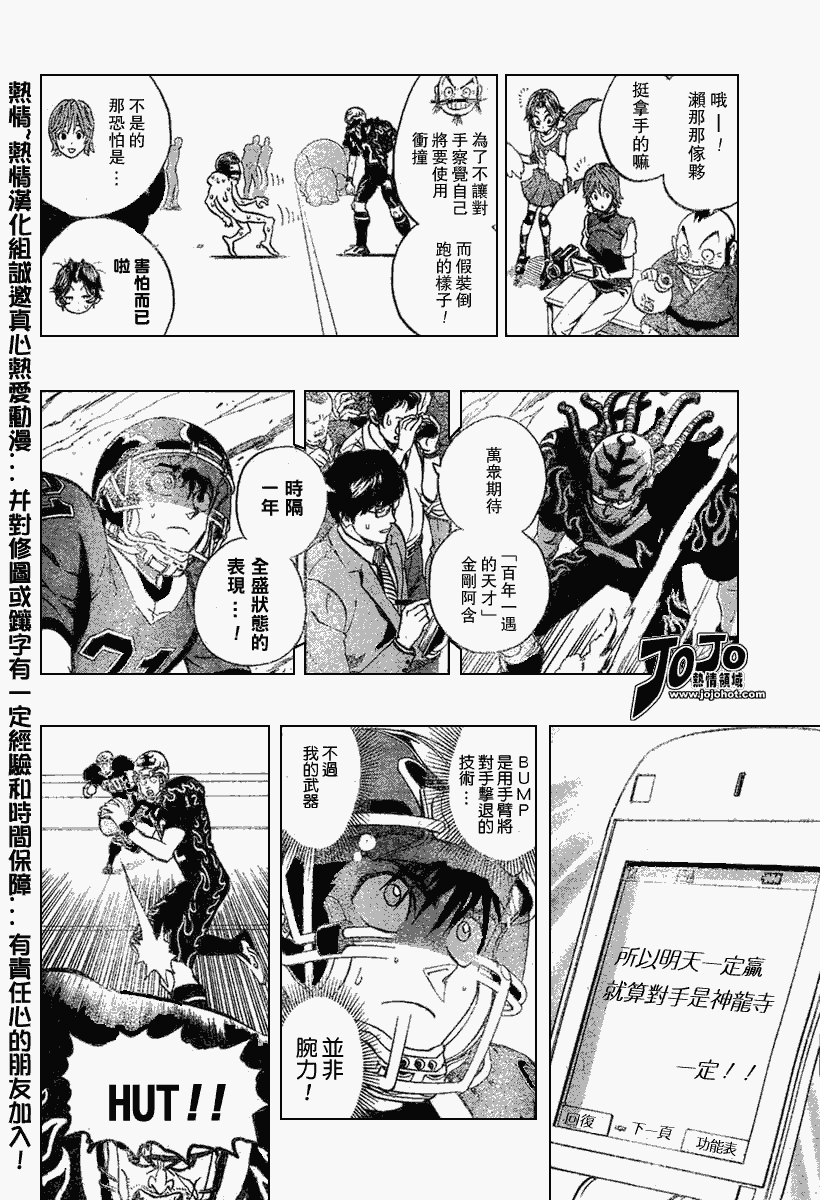 哦——！
瀨那那傢夥
挺拿手的嘛
為了不讓對
手察覺自己
將要使用
衝撞
而假裝倒
跑的樣子！
不是的
那恐怕是…
害怕而已
啦
萬衆期待
「百年一遇
的天才」
金剛阿含
時隔
一年
全盛狀態的
表現…！
21
JOJO
熱情領域
www.jojohot.com
所以明天一定贏
就算對手是神龍寺
一定！！
回復
下一頁
功能表
BUMP
是用手臂將
對手擊退的
技術…
不過
我的武器
並非
腕力！
HUT!!
熱情~熱情漢化組誠邀真心熱愛動漫...并對修圖或鑲字有一定經驗和時間保障...有責任心的朋友加入！